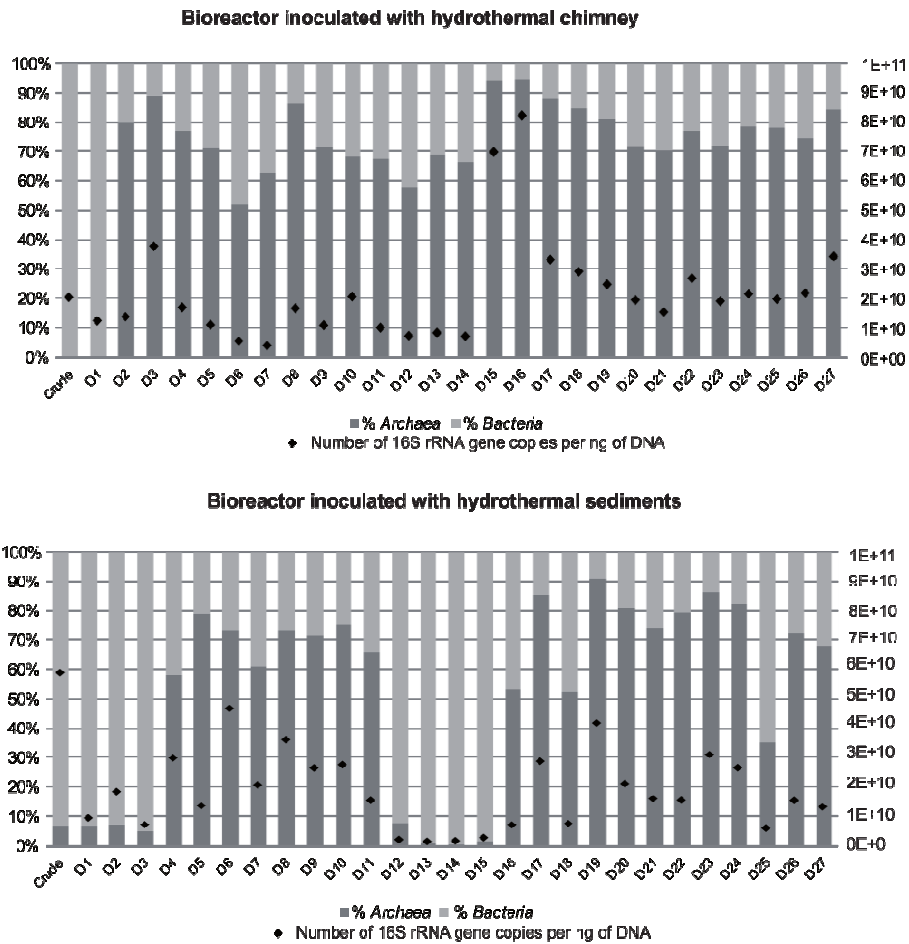 Bioreactor inoculated with hydrothermal chimney
100% 1E+11
90% 9E+10
80% 8E+10
70% 7E+10
60% 6E+10
50% 5E+10
40% 4E+10
30% 3E+10
20% 2E+10
10% 1E+10
0% 0E+00
Crude D1 D2 D3 D4 D5 D6 D7 D8 D9 D10 D11 D12 D13 D14 D15 D16 D17 D18 D19 D20 D21 D22 D23 D24 D25 D26 D27
% Archaea % Bacteria
Number of 16S rRNA gene copies per ng of DNA
Bioreactor inoculated with hydrothermal sediments
100% 1E+11
90% 9E+10
80% 8E+10
70% 7E+10
60% 6E+10
50% 5E+10
40% 4E+10
30% 3E+10
20% 2E+10
10% 1E+10
0% 0E+0
Crude D1 D2 D3 D4 D5 D6 D7 D8 D9 D10 D11 D12 D13 D14 D15 D16 D17 D18 D19 D20 D21 D22 D23 D24 D25 D26 D27
% Archaea % Bacteria
Number of 16S rRNA gene copies per ng of DNA